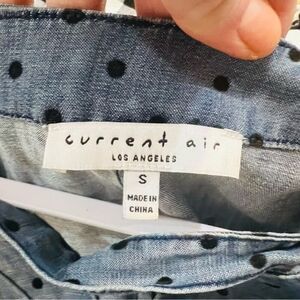 current air
LOS ANGELES
S
MADE IN
CHINA